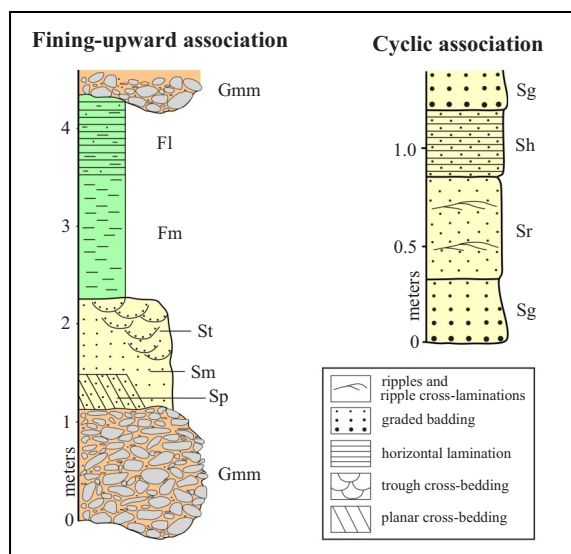 Fining-upward association
Gmm
4
Fl
3
Fm
2
St
Sm
Sp
1
Gmm
meters
0
Cyclic association
Sg
Sh
1.0
Sr
0.5
meters
Sg
0
ripples and
ripple cross-laminations
graded badding
horizontal lamination
trough cross-bedding
planar cross-bedding